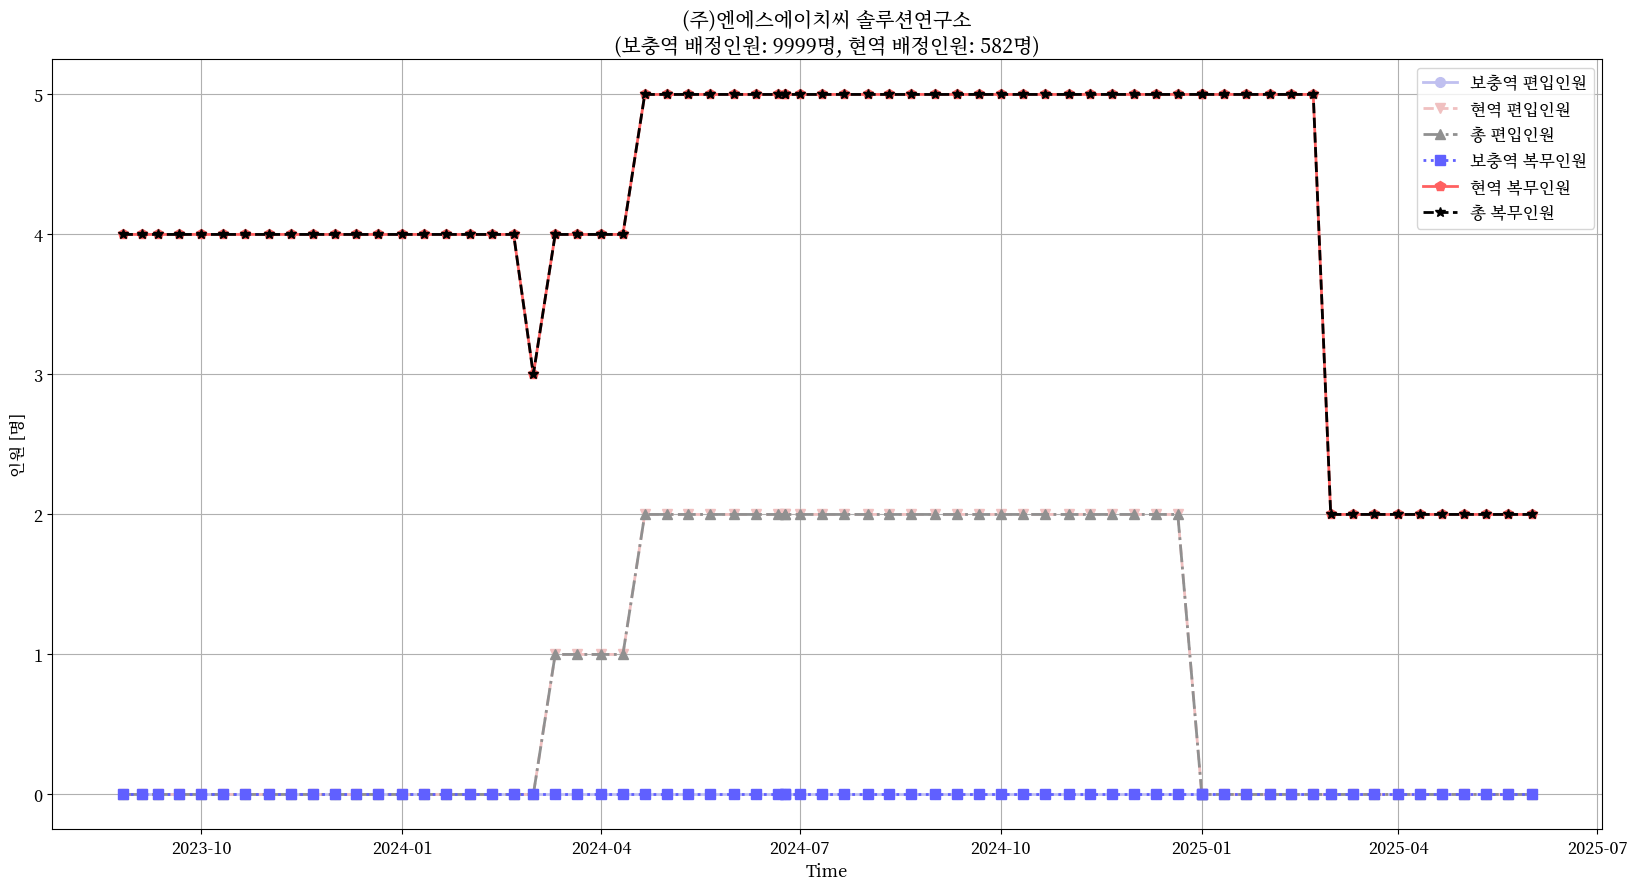 (주)엔에스에이치씨 솔루션연구소
(보충역 배정인원: 9999명, 현역 배정인원: 582명)
보충역 편입인원
현역 편입인원
총 편입인원
보충역 복무인원
현역 복무인원
총 복무인원
인원 [명]
5
4
3
2
1
0
2023-10
2024-01
2024-04
2024-07
2024-10
2025-01
2025-04
2025-07
Time